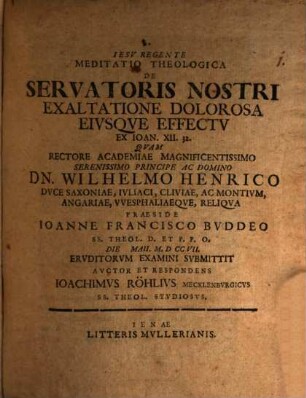 IESV REGENTE
MEDITATIO THEOLOGICA
DE
SERVATORIS NOSTRI
EXALTATIONE DOLOROSA
EIVSQVE EFFECTV
EX IOAN. XII. 32.
QVAM
RECTORE ACADEMIAE MAGNIFICENTISSIMO
SERENISSIMO PRINCIPE AC DOMINO
DN. WILHELMO HENRICO
DVCE SAXONIAE, IVLIACI, CLIVIAE, AC MONTIVM,
ANGARIAE, VVESPHALIAEQVE, RELIQVA
PRAESIDE
IOANNE FRANCISCO BVDDEO
SS. THEOL. D. ET P. P. O.
DIE MAII. M. D CC VII.
ERVDITORVM EXAMINI SVBMITTIT
AVCTOR ET RESPONDENS
IOACHIMVS RÖHLIVS MECKLENBVRGICVS
SS. THEOL. STVDIOSVS.
IENAE
LITTERIS MVLLERIANIS.